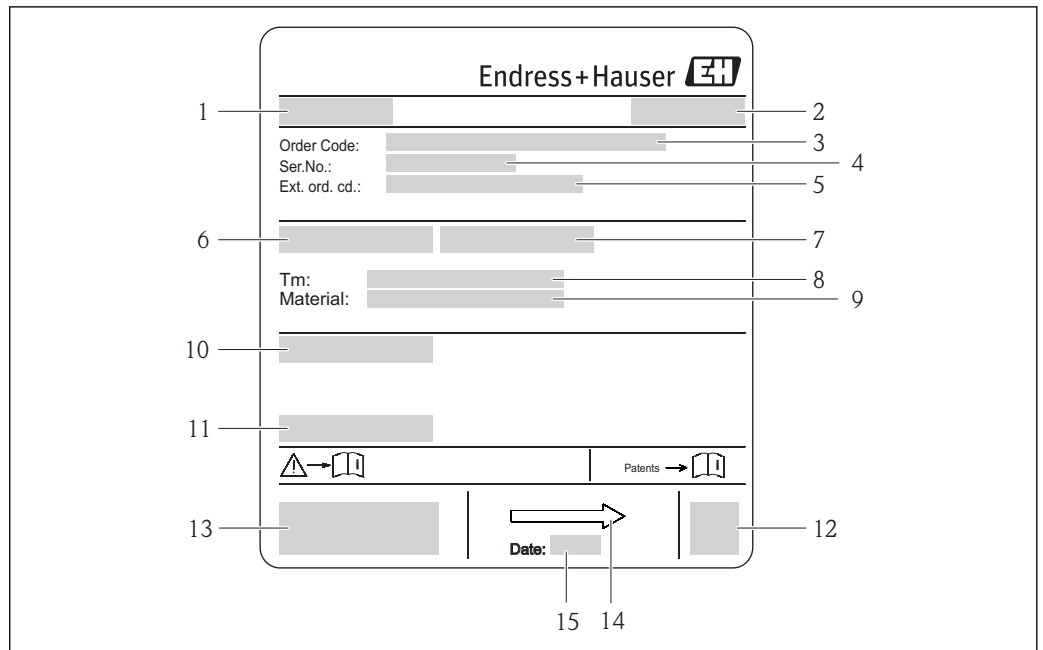 Endress+Hauser EH
1 2
Order Code: 3
Ser.No.: 4
Ext. ord. cd.: 5
6 7
Tm: 8
Material: 9
10
11
Patents
13 12
Date:
15 14